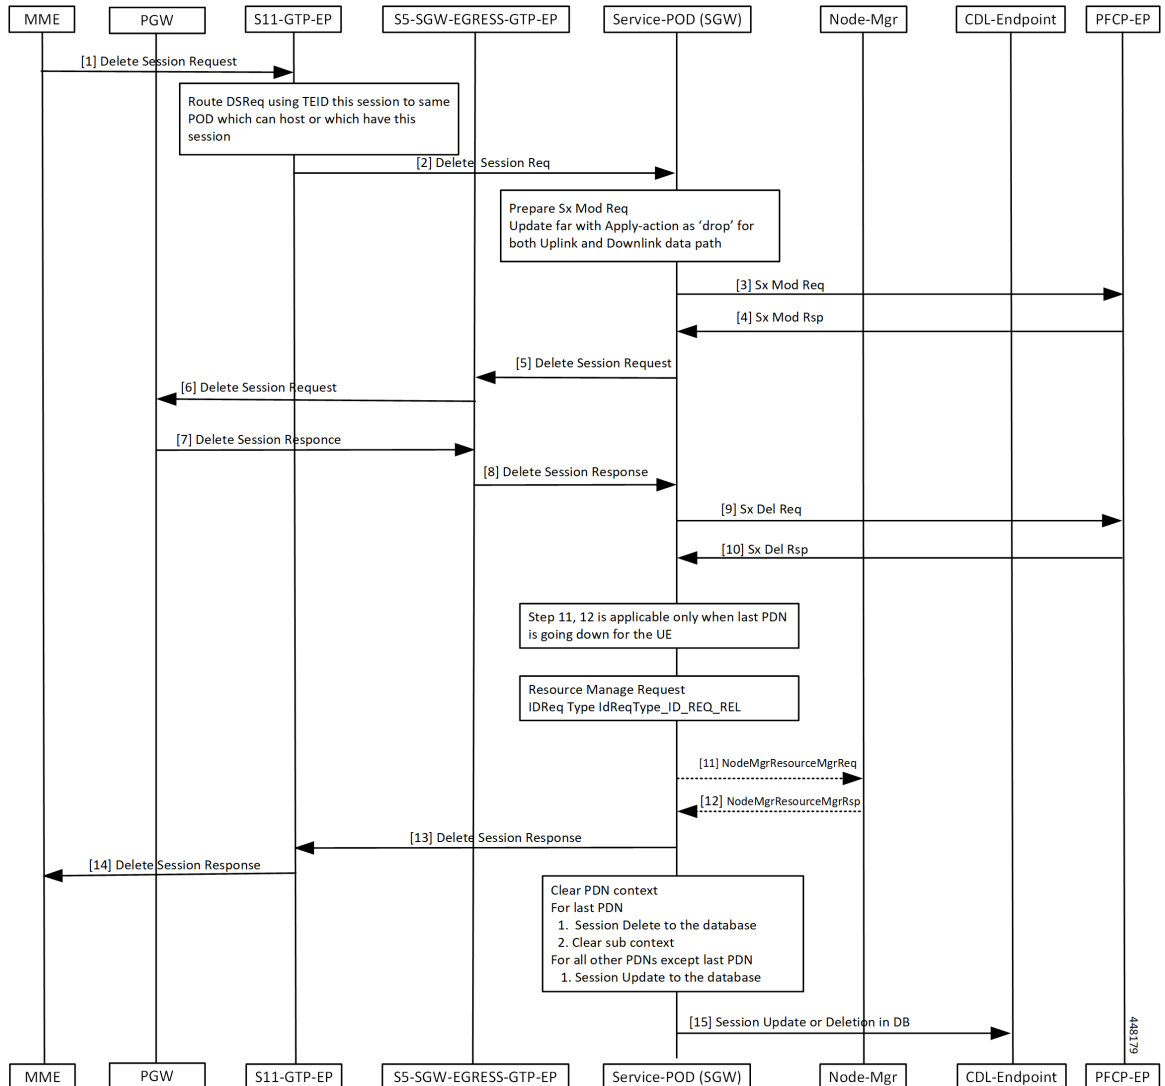 MME
PGW
S11-GTP-EP
S5-SGW-EGRESS-GTP-EP
Service-POD (SGW)
Node-Mgr
CDL-Endpoint
PFCP-EP
[1] Delete Session Request
Route DSReq using TEID this session to same
POD which can host or which have this
session
[2] Delete Session Req
Prepare Sx Mod Req
Update far with Apply-action as ‘drop’ for
both Uplink and Downlink data path
[3] Sx Mod Req
[4] Sx Mod Rsp
[5] Delete Session Request
[6] Delete Session Request
[7] Delete Session Responce
[8] Delete Session Response
[9] Sx Del Req
[10] Sx Del Rsp
Step 11, 12 is applicable only when last PDN
is going down for the UE
Resource Manage Request
IDReq Type IdReqType_ID_REQ_REL
[11] NodeMgrResourceMgrReq
[12] NodeMgrResourceMgrRsp
[13] Delete Session Response
[14] Delete Session Response
Clear PDN context
For last PDN
1. Session Delete to the database
2. Clear sub context
For all other PDNs except last PDN
1. Session Update to the database
[15] Session Update or Deletion in DB
448179
MME
PGW
S11-GTP-EP
S5-SGW-EGRESS-GTP-EP
Service-POD (SGW)
Node-Mgr
CDL-Endpoint
PFCP-EP